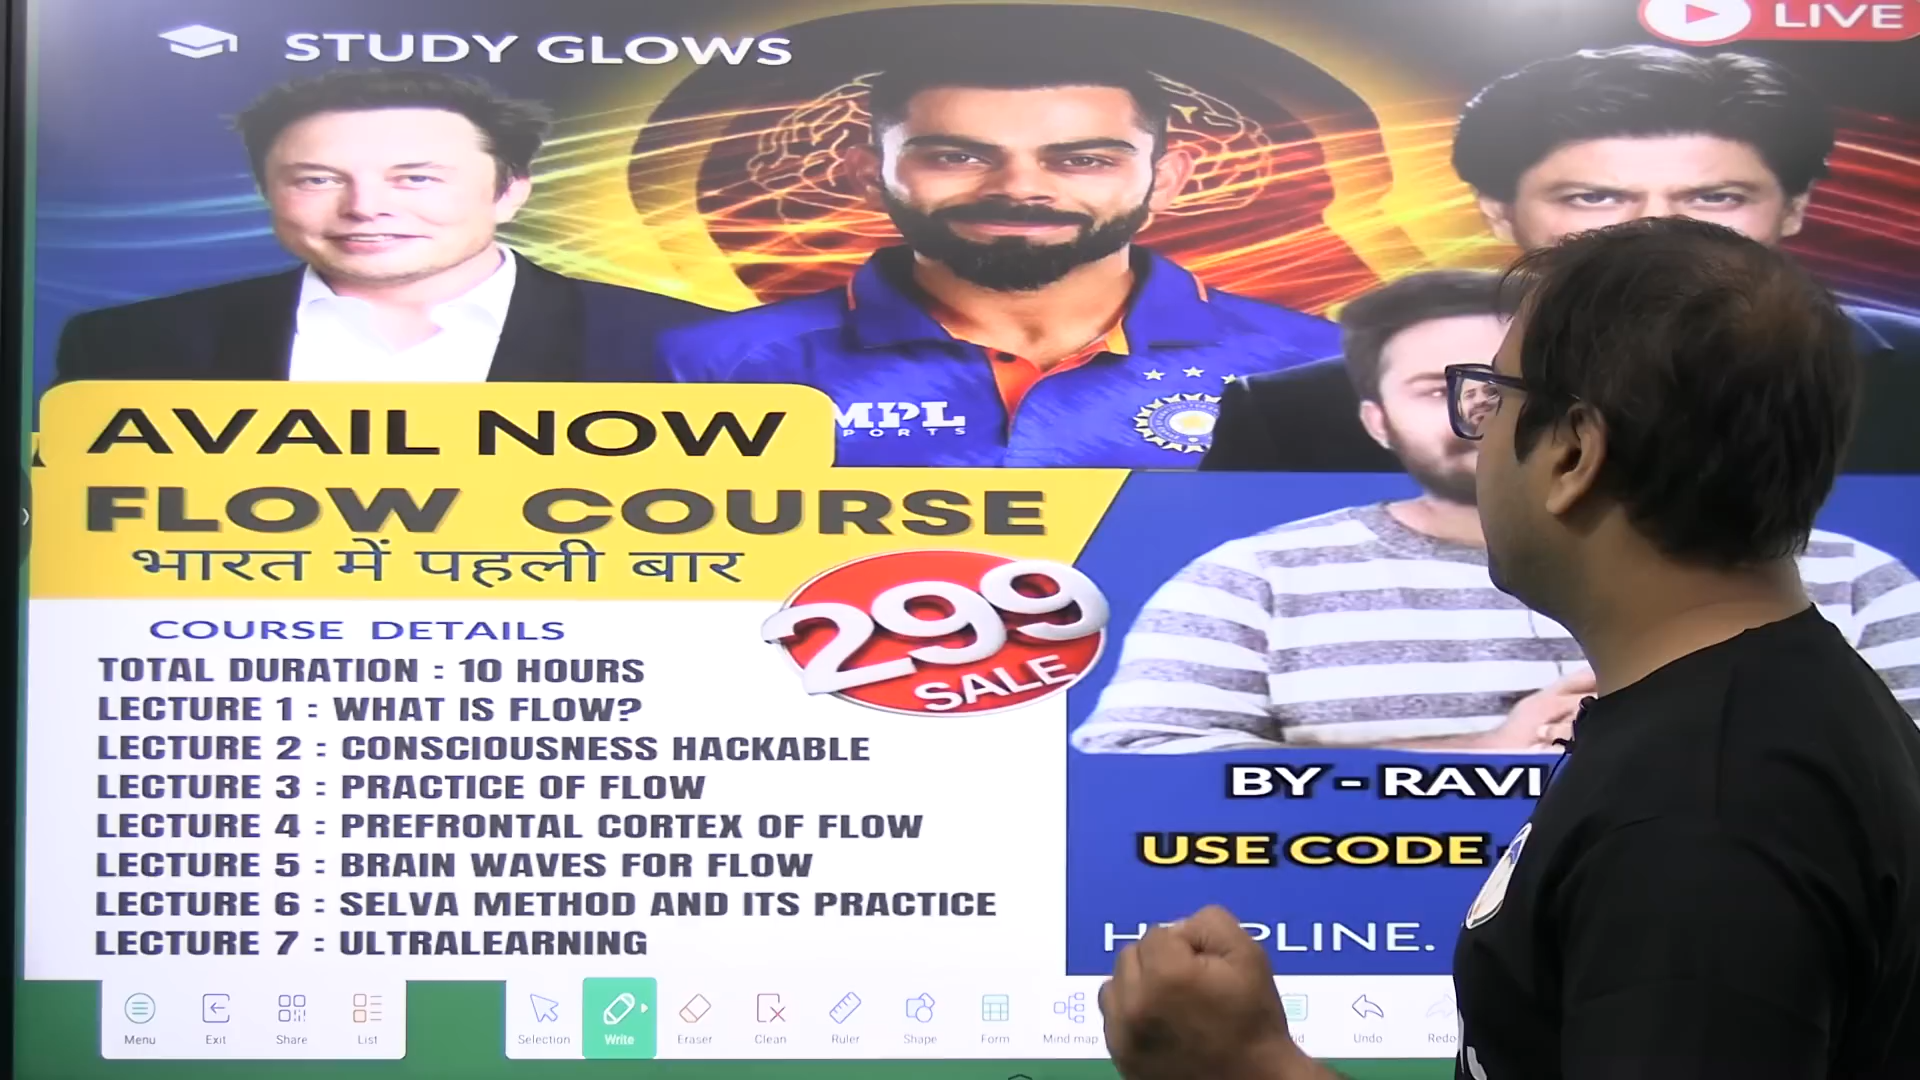 STUDY GLOWS
LIVE
MPL
PORTS
AVAIL NOW
FLOW COURSE
भारत में पहली बार
299
SALE
COURSE DETAILS
TOTAL DURATION : 10 HOURS
LECTURE 1 : WHAT IS FLOW?
LECTURE 2 : CONSCIOUSNESS HACKABLE
LECTURE 3 : PRACTICE OF FLOW
LECTURE 4 : PREFRONTAL CORTEX OF FLOW
LECTURE 5 : BRAIN WAVES FOR FLOW
LECTURE 6 : SELVA METHOD AND ITS PRACTICE
LECTURE 7 : ULTRALEARNING
BY - RAVI
USE CODE
Menu Exit Share List Selection Write Eraser Clean Ruler Shape Form Mind map Undo Redo